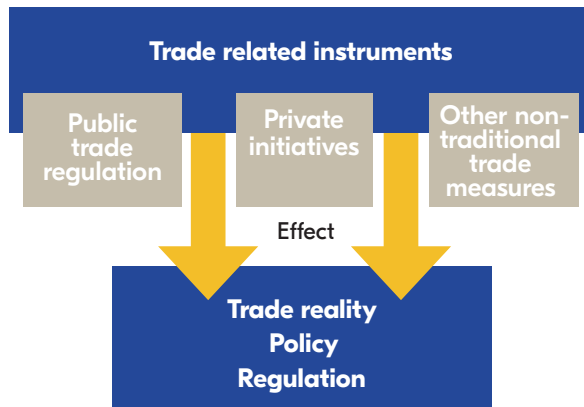 Trade related instruments
Public
trade
regulation
Private
initiatives
Other non-
traditional
trade
measures
Effect
Trade reality
Policy
Regulation